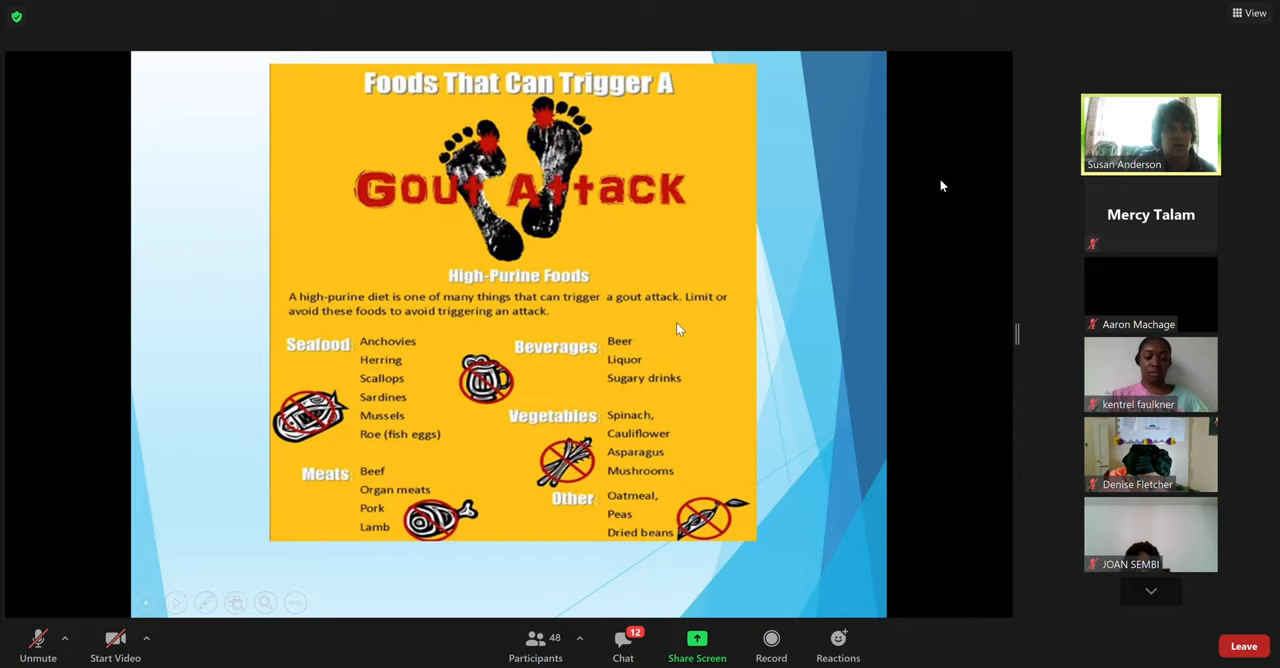 View
Foods That Can Trigger A
Gout Attack
High-Purine Foods
A high-purine diet is one of many things that can trigger a gout attack. Limit or
avoid these foods to avoid triggering an attack.
Seafood:
Anchovies
Herring
Scallops
Sardines
Mussels
Roe (fish eggs)
Meats:
Beef
Organ meats
Pork
Lamb
Beverages:
Beer
Liquor
Sugary drinks
Vegetables:
Spinach,
Cauliflower
Asparagus
Mushrooms
Other:
Oatmeal,
Peas
Dried beans
Susan Anderson
Mercy Talam
Aaron Machage
kentrel faulkner
Denise Fletcher
JOAN SEMBI
Unmute
Start Video
48
Participants
12
Chat
Share Screen
Record
Reactions
Leave